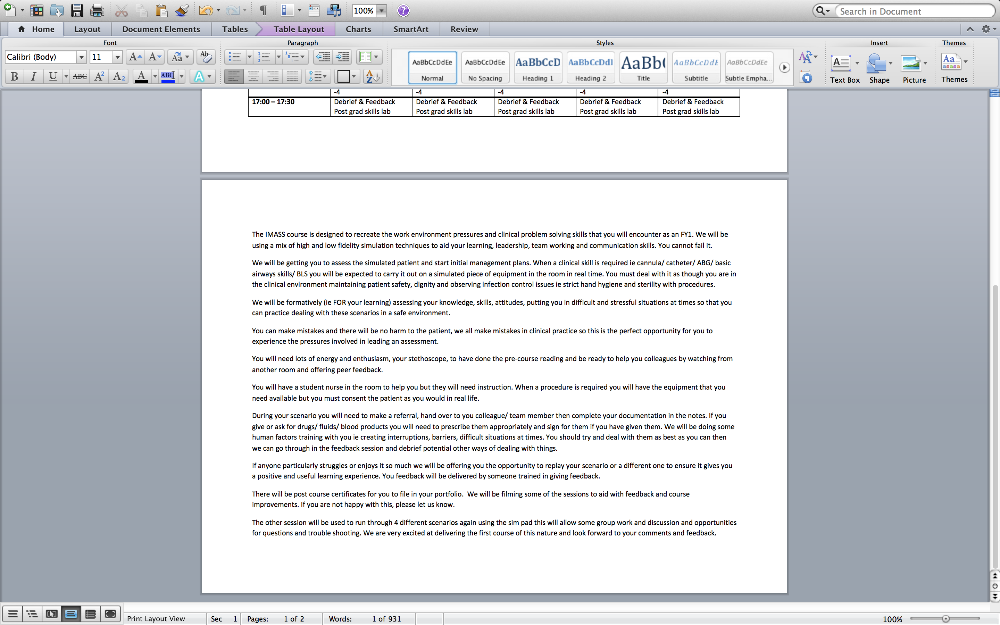 100%
Search in Document
Home Layout Document Elements Tables Table Layout Charts SmartArt Review
Font Paragraph Styles Insert Themes
Calibri (Body) 11
AaBbCcDdEe AaBbCcDdEe AaBbCcD AaBbCcDdI AaBb( AaBbCcDdE AaBbCcDdEe
Normal No Spacing Heading 1 Heading 2 Title Subtitle Subtle Empha...
Text Box Shape Picture Themes
-4 -4 -4 -4 -4
17:00 – 17:30 Debrief & Feedback Debrief & Feedback Debrief & Feedback Debrief & Feedback Debrief & Feedback
Post grad skills lab Post grad skills lab Post grad skills lab Post grad skills lab Post grad skills lab
The IMASS course is designed to recreate the work environment pressures and clinical problem solving skills that you will encounter as an FY1. We will be
using a mix of high and low fidelity simulation techniques to aid your learning, leadership, team working and communication skills. You cannot fail it.
We will be getting you to assess the simulated patient and start initial management plans. When a clinical skill is required ie cannula/ catheter/ ABG/ basic
airways skills/ BLS you will be expected to carry it out on a simulated piece of equipment in the room in real time. You must deal with it as though you are in
the clinical environment maintaining patient safety, dignity and observing infection control issues ie strict hand hygiene and sterility with procedures.
We will be formatively (ie FOR your learning) assessing your knowledge, skills, attitudes, putting you in difficult and stressful situations at times so that you
can practice dealing with these scenarios in a safe environment.
You can make mistakes and there will be no harm to the patient, we all make mistakes in clinical practice so this is the perfect opportunity for you to
experience the pressures involved in leading an assessment.
You will need lots of energy and enthusiasm, your stethoscope, to have done the pre-course reading and be ready to help you colleagues by watching from
another room and offering peer feedback.
You will have a student nurse in the room to help you but they will need instruction. When a procedure is required you will have the equipment that you
need available but you must consent the patient as you would in real life.
During your scenario you will need to make a referral, hand over to you colleague/ team member then complete your documentation in the notes. If you
give or ask for drugs/ fluids/ blood products you will need to prescribe them appropriately and sign for them if you have given them. We will be doing some
human factors training with you ie creating interruptions, barriers, difficult situations at times. You should try and deal with them as best as you can then
we can go through in the feedback session and debrief potential other ways of dealing with things.
If anyone particularly struggles or enjoys it so much we will be offering you the opportunity to replay your scenario or a different one to ensure it gives you
a positive and useful learning experience. You feedback will be delivered by someone trained in giving feedback.
There will be post course certificates for you to file in your portfolio.  We will be filming some of the sessions to aid with feedback and course
improvements. If you are not happy with this, please let us know.
The other session will be used to run through 4 different scenarios again using the sim pad this will allow some group work and discussion and opportunities
for questions and trouble shooting. We are very excited at delivering the first course of this nature and look forward to your comments and feedback.
Print Layout View Sec 1 Pages: 1 of 2 Words: 1 of 931 100%